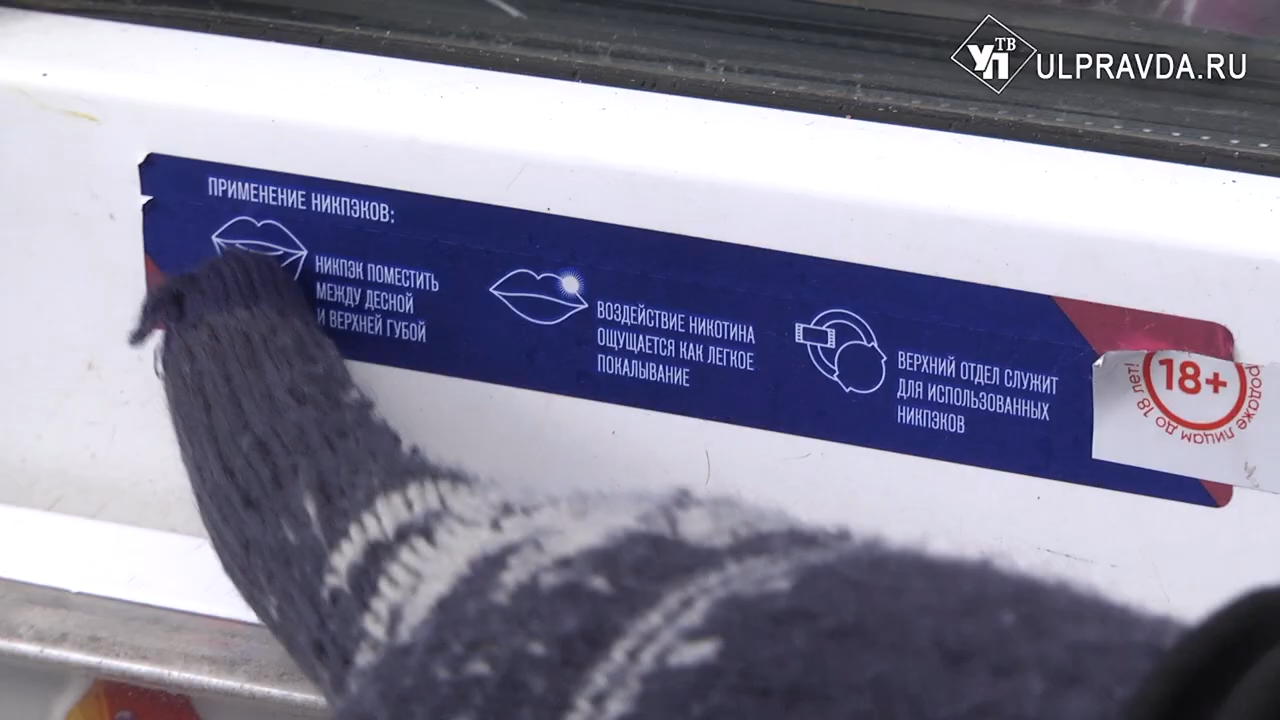 УП ТВ
ULPRAVDA.RU
ПРИМЕНЕНИЕ НИКПЭКОВ:
НИКПЭК ПОМЕСТИТЬ
МЕЖДУ ДЕСНОЙ
И ВЕРХНЕЙ ГУБОЙ
ВОЗДЕЙСТВИЕ НИКОТИНА
ОЩУЩАЕТСЯ КАК ЛЕГКОЕ
ПОКАЛЫВАНИЕ
ВЕРХНИЙ ОТДЕЛ СЛУЖИТ
ДЛЯ ИСПОЛЬЗОВАННЫХ
НИКПЭКОВ
18+
родаже лицам до 18 лет!